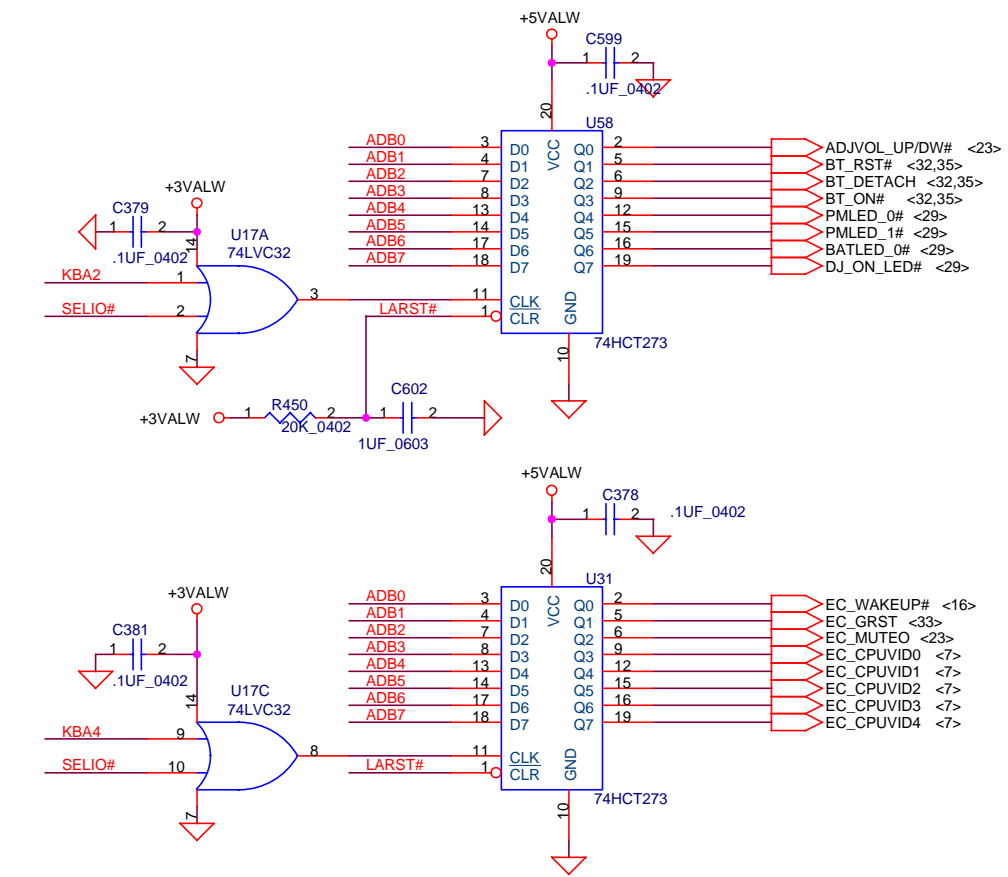 +5VALW
C599
1 2
.1UF_0402
20
U58
ADB0 3 D0 VCC Q0 2 ADJVOL_UP/DW# <23>
ADB1 4 D1 Q1 5 BT_RST# <32,35>
ADB2 7 D2 Q2 6 BT_DETACH <32,35>
ADB3 8 D3 Q3 9 BT_ON# <32,35>
ADB4 13 D4 Q4 12 PMLED_0# <29>
ADB5 14 D5 Q5 15 PMLED_1# <29>
ADB6 17 D6 Q6 16 BATLED_0# <29>
ADB7 18 D7 Q7 19 DJ_ON_LED# <29>
+3VALW
C379
1 2
.1UF_0402
14
U17A
74LVC32
KBA2 1
3
SELIO# 2
7
11 CLK
LARST# 1 CLR
GND
10
74HCT273
+3VALW
1 R450 2
20K_0402
C602
1 2
1UF_0603
+5VALW
C378
1 2
.1UF_0402
20
U31
ADB0 3 D0 VCC Q0 2 EC_WAKEUP# <16>
ADB1 4 D1 Q1 5 EC_GRST <33>
ADB2 7 D2 Q2 6 EC_MUTEO <23>
ADB3 8 D3 Q3 9 EC_CPUVID0 <7>
ADB4 13 D4 Q4 12 EC_CPUVID1 <7>
ADB5 14 D5 Q5 15 EC_CPUVID2 <7>
ADB6 17 D6 Q6 16 EC_CPUVID3 <7>
ADB7 18 D7 Q7 19 EC_CPUVID4 <7>
+3VALW
C381
1 2
.1UF_0402
14
U17C
74LVC32
KBA4 9
8
SELIO# 10
7
11 CLK
LARST# 1 CLR
GND
10
74HCT273